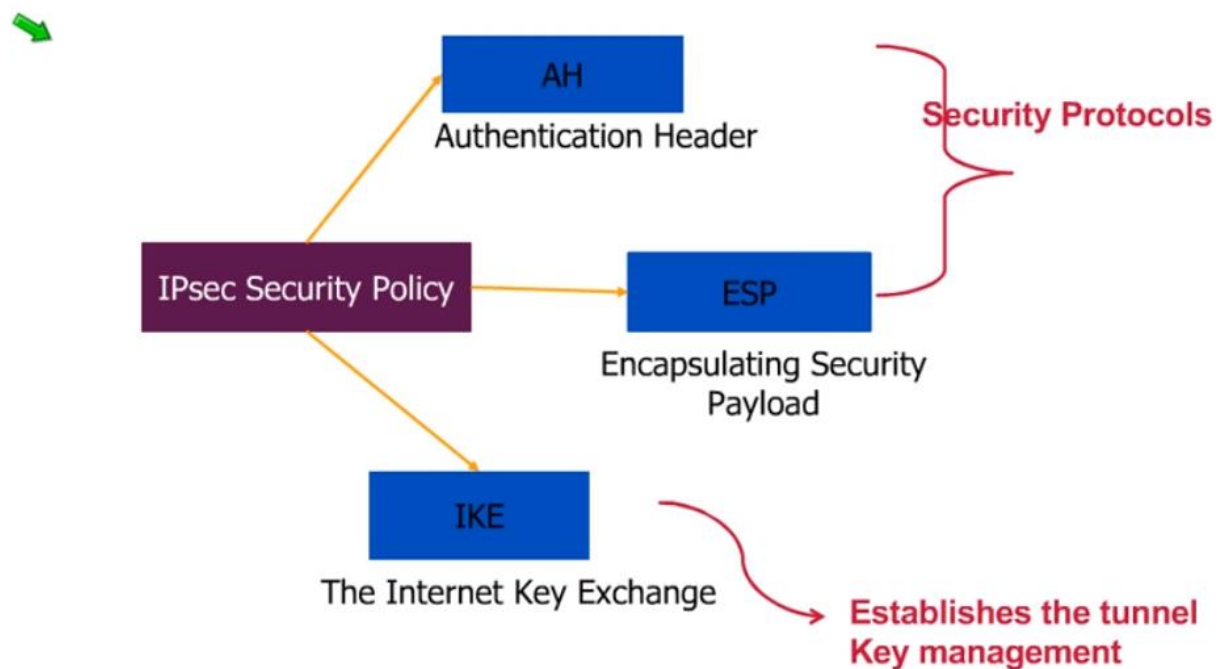 AH
Authentication Header
Security Protocols
IPsec Security Policy
ESP
Encapsulating Security
Payload
IKE
The Internet Key Exchange
Establishes the tunnel
Key management